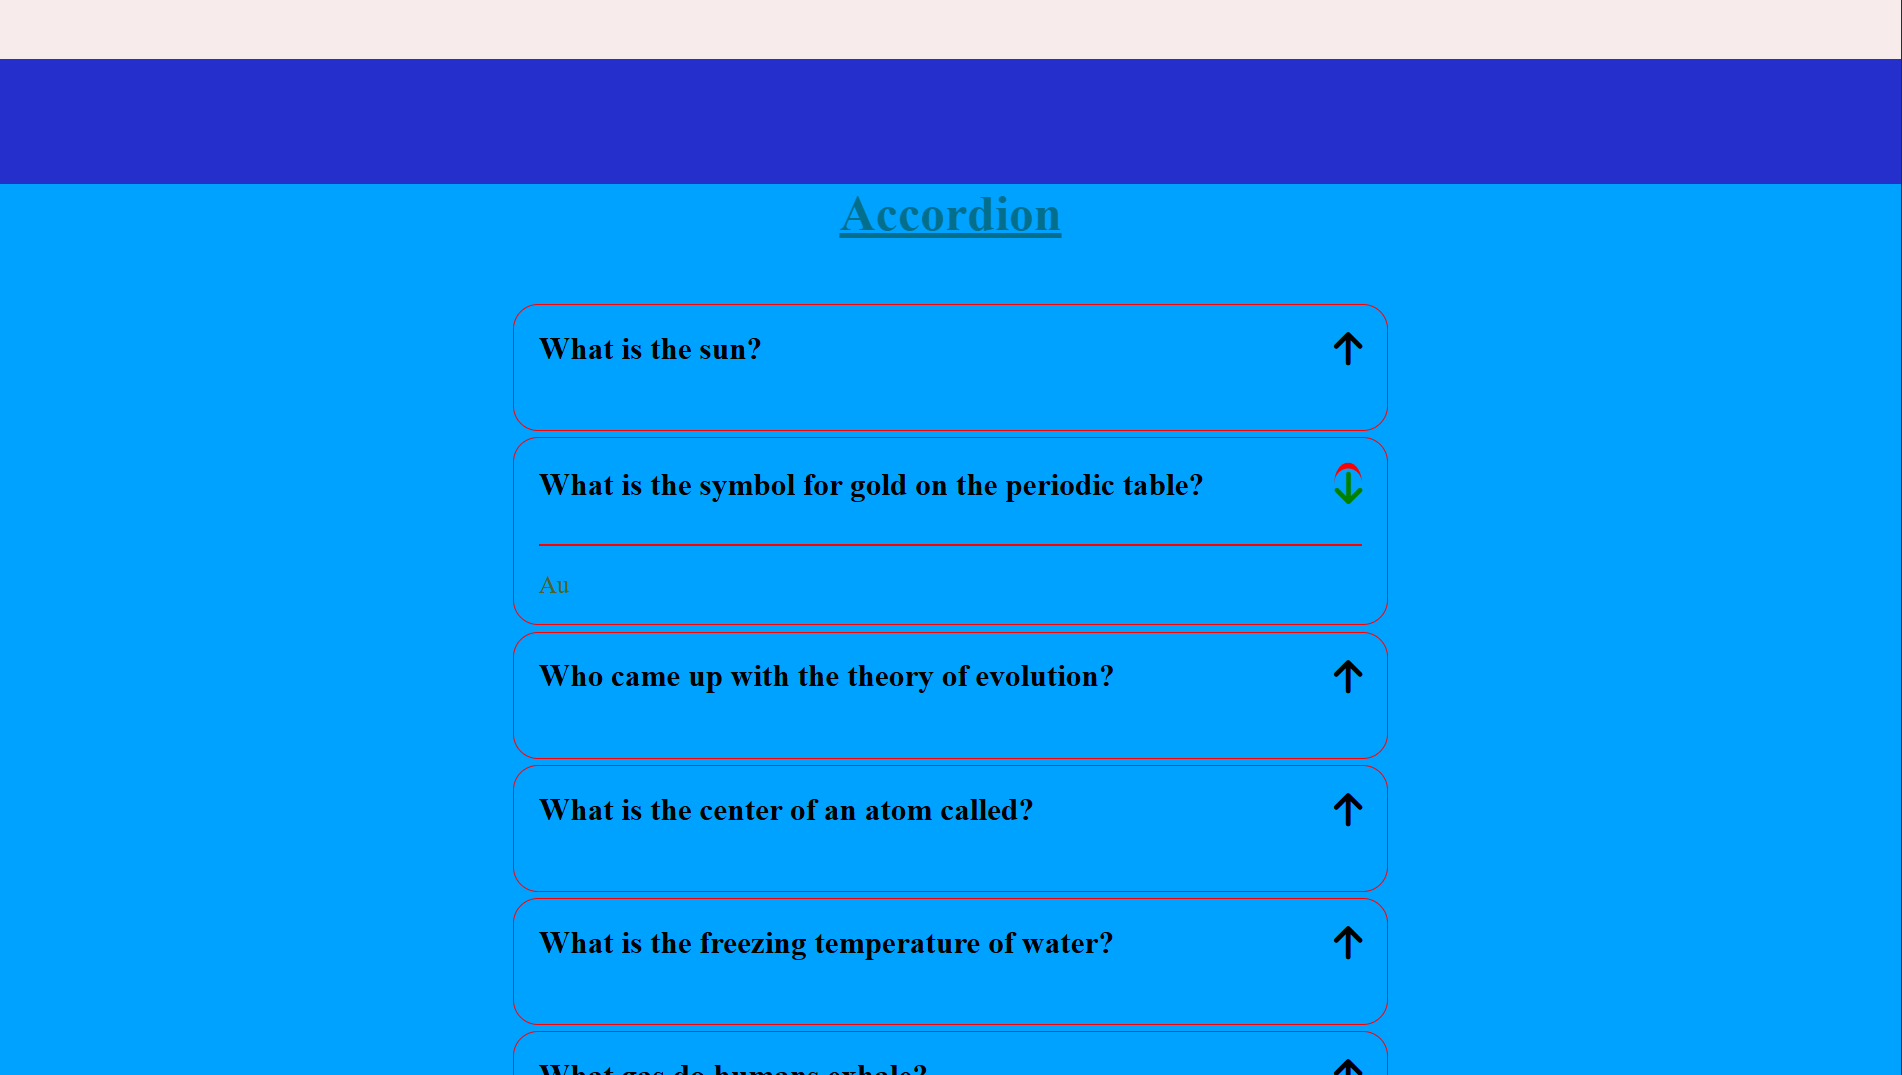 Accordion
What is the sun?
What is the symbol for gold on the periodic table?
Au
Who came up with the theory of evolution?
What is the center of an atom called?
What is the freezing temperature of water?
What gas do humans exhale?